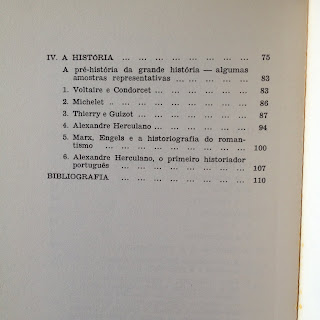 IV. A HISTÓRIA ... ... ... ... ... ... ... ... ... 75
A pré-história da grande história — algumas
amostras representativas ... ... ... ... ... 83
1. Voltaire e Condorcet ... ... ... ... ... ... 83
2. Michelet ... ... ... ... ... ... ... ... ... 86
3. Thierry e Guizot ... ... ... ... ... ... ... 87
4. Alexandre Herculano ... ... ... ... ... ... 94
5. Marx, Engels e a historiografia do roman-
tismo ... ... ... ... ... ... ... ... ... 100
6. Alexandre Herculano, o primeiro historiador
português ... ... ... ... ... ... ... ... 107
BIBLIOGRAFIA ... ... ... ... ... ... ... ... 110